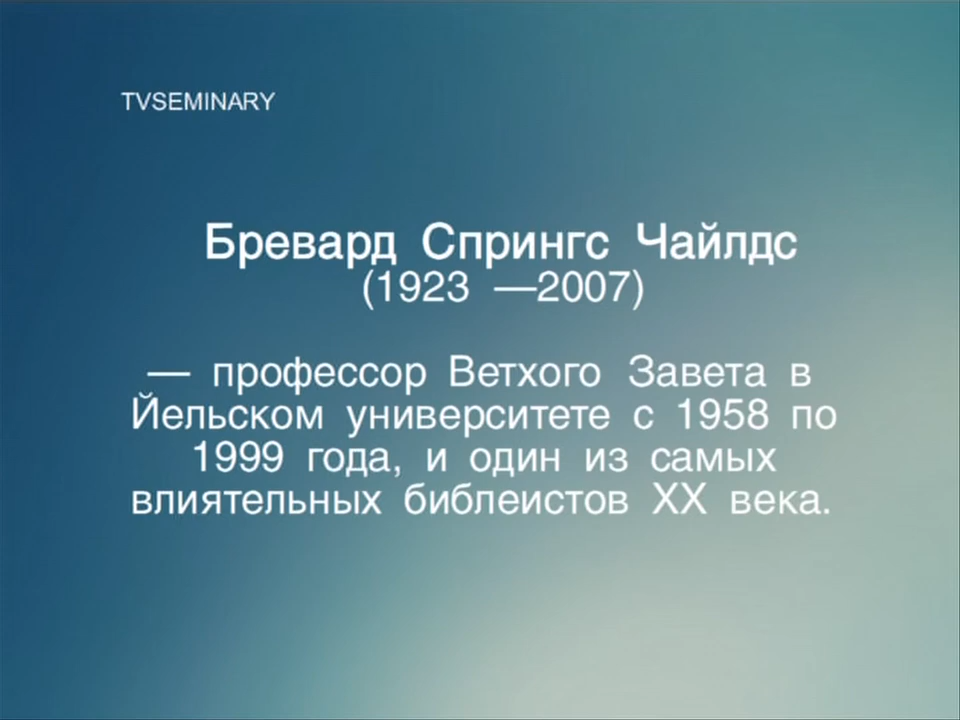 TVSEMINARY
Бревард Спрингс Чайлдс
(1923 —2007)
— профессор Ветхого Завета в
Йельском университете с 1958 по
1999 года, и один из самых
влиятельных библеистов XX века.